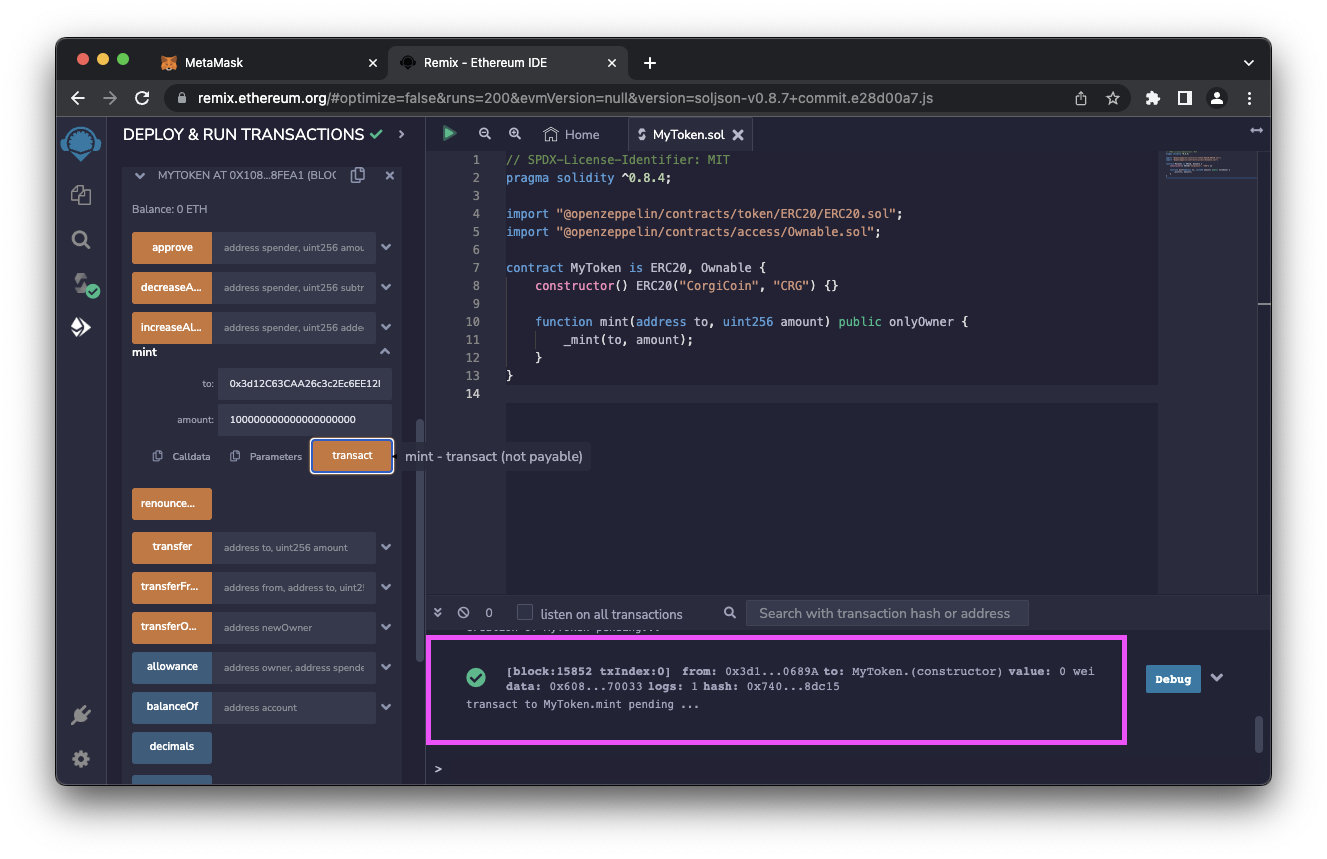 MetaMask
Remix - Ethereum IDE
remix.ethereum.org/#optimize=false&runs=200&evmVersion=null&version=soljson-v0.8.7+commit.e28d00a7.js
DEPLOY & RUN TRANSACTIONS
MYTOKEN AT 0X108...8FEA1 (BLOC
Balance: 0 ETH
approve address spender, uint256 amou
decreaseA... address spender, uint256 subtr
increaseAl... address spender, uint256 adde
mint
to: 0x3d12C63CAA26c3c2Ec6EE12
amount: 100000000000000000000
Calldata Parameters transact
mint - transact (not payable)
renounce...
transfer address to, uint256 amount
transferFr... address from, address to, uint2
transferO... address newOwner
allowance address owner, address spende
balanceOf address account
decimals
Home
MyToken.sol
1 // SPDX-License-Identifier: MIT
2 pragma solidity ^0.8.4;
3
4 import "@openzeppelin/contracts/token/ERC20/ERC20.sol";
5 import "@openzeppelin/contracts/access/Ownable.sol";
6
7 contract MyToken is ERC20, Ownable {
8 constructor() ERC20("CorgiCoin", "CRG") {}
9
10 function mint(address to, uint256 amount) public onlyOwner {
11 _mint(to, amount);
12 }
13 }
14
0 listen on all transactions Search with transaction hash or address
creation of MyToken pending...
[block:15852 txIndex:0] from: 0x3d1...0689A to: MyToken.(constructor) value: 0 wei
data: 0x608...70033 logs: 1 hash: 0x740...8dc15
Debug
transact to MyToken.mint pending ...
>